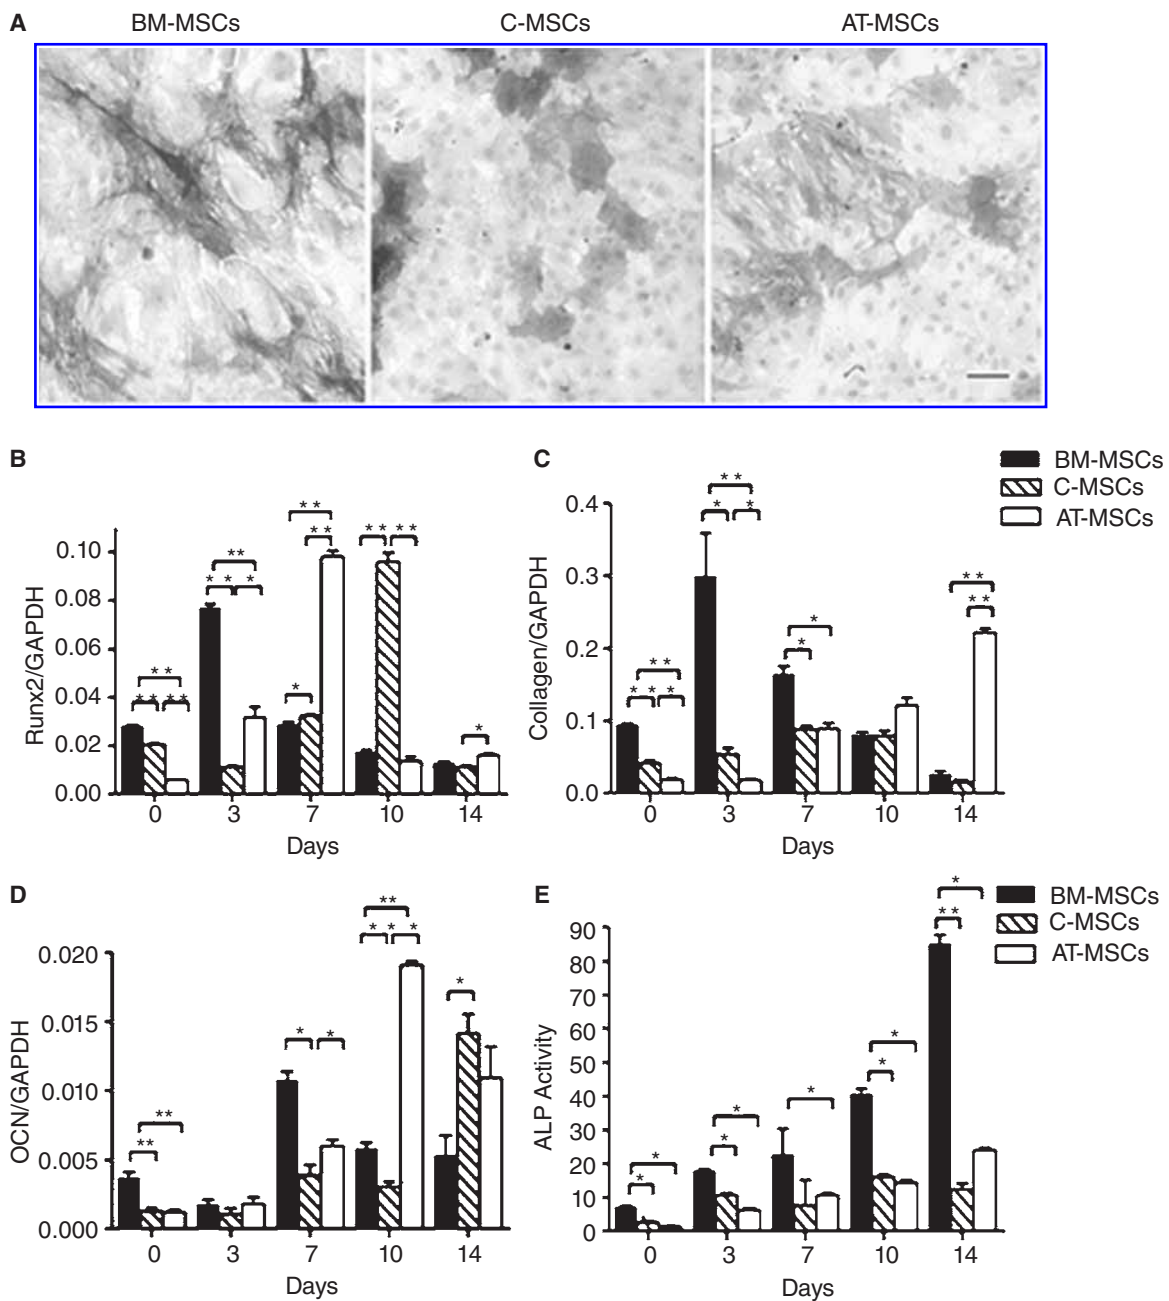 A BM-MSCs C-MSCs AT-MSCs
B
C
BM-MSCs
C-MSCs
AT-MSCs
Runx2/GAPDH
0.10
0.08
0.06
0.04
0.02
0.00
** ** ** ** * * * * ** ** * ** ** *
0 3 7 10 14
Days
Collagen/GAPDH
0.4
0.3
0.2
0.1
0.0
** * * * ** * * * * ** * ** **
0 3 7 10 14
Days
D
E
BM-MSCs
C-MSCs
AT-MSCs
OCN/GAPDH
0.020
0.015
0.010
0.005
0.000
** ** * * ** * * * *
0 3 7 10 14
Days
ALP Activity
90
80
70
60
50
40
30
20
10
0
* * * * * * * ** *
0 3 7 10 14
Days